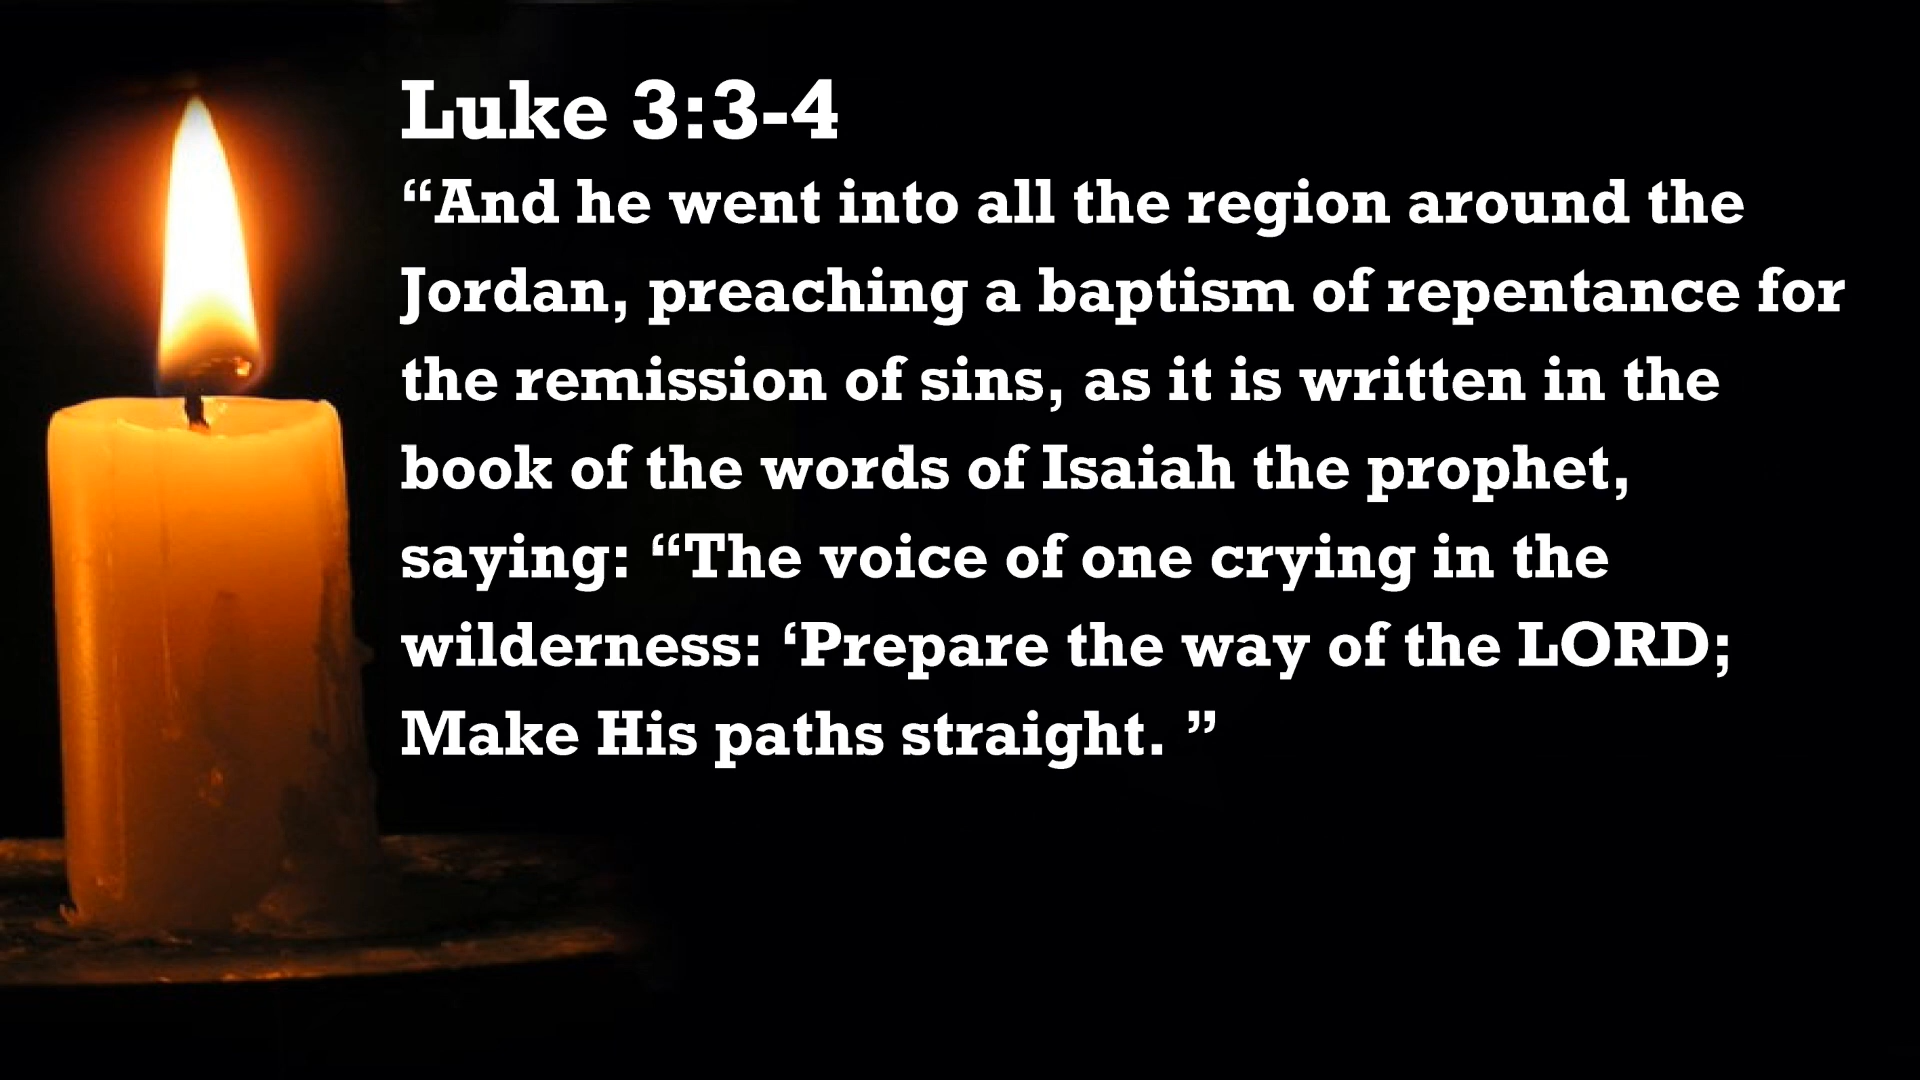 Luke 3:3-4
“And he went into all the region around the
Jordan, preaching a baptism of repentance for
the remission of sins, as it is written in the
book of the words of Isaiah the prophet,
saying: “The voice of one crying in the
wilderness: ‘Prepare the way of the LORD;
Make His paths straight. ”